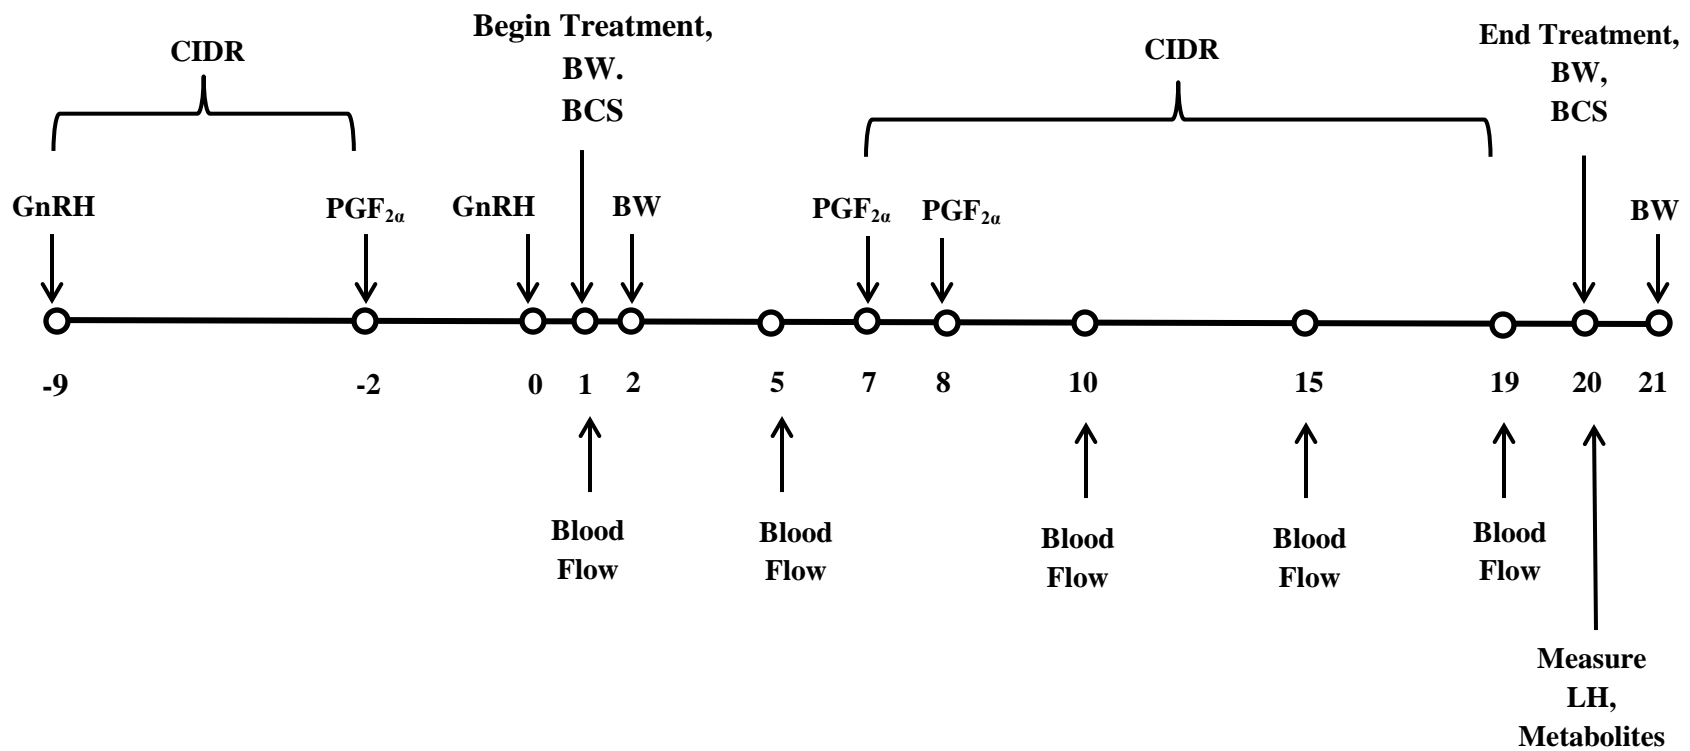 Begin Treatment,
BW.
BCS
CIDR
CIDR
End Treatment,
BW,
BCS
GnRH
PGF2α
GnRH
BW
PGF2α
PGF2α
BW
-9
-2
0
1
2
5
7
8
10
15
19
20
21
Blood
Flow
Blood
Flow
Blood
Flow
Blood
Flow
Blood
Flow
Measure
LH,
Metabolites